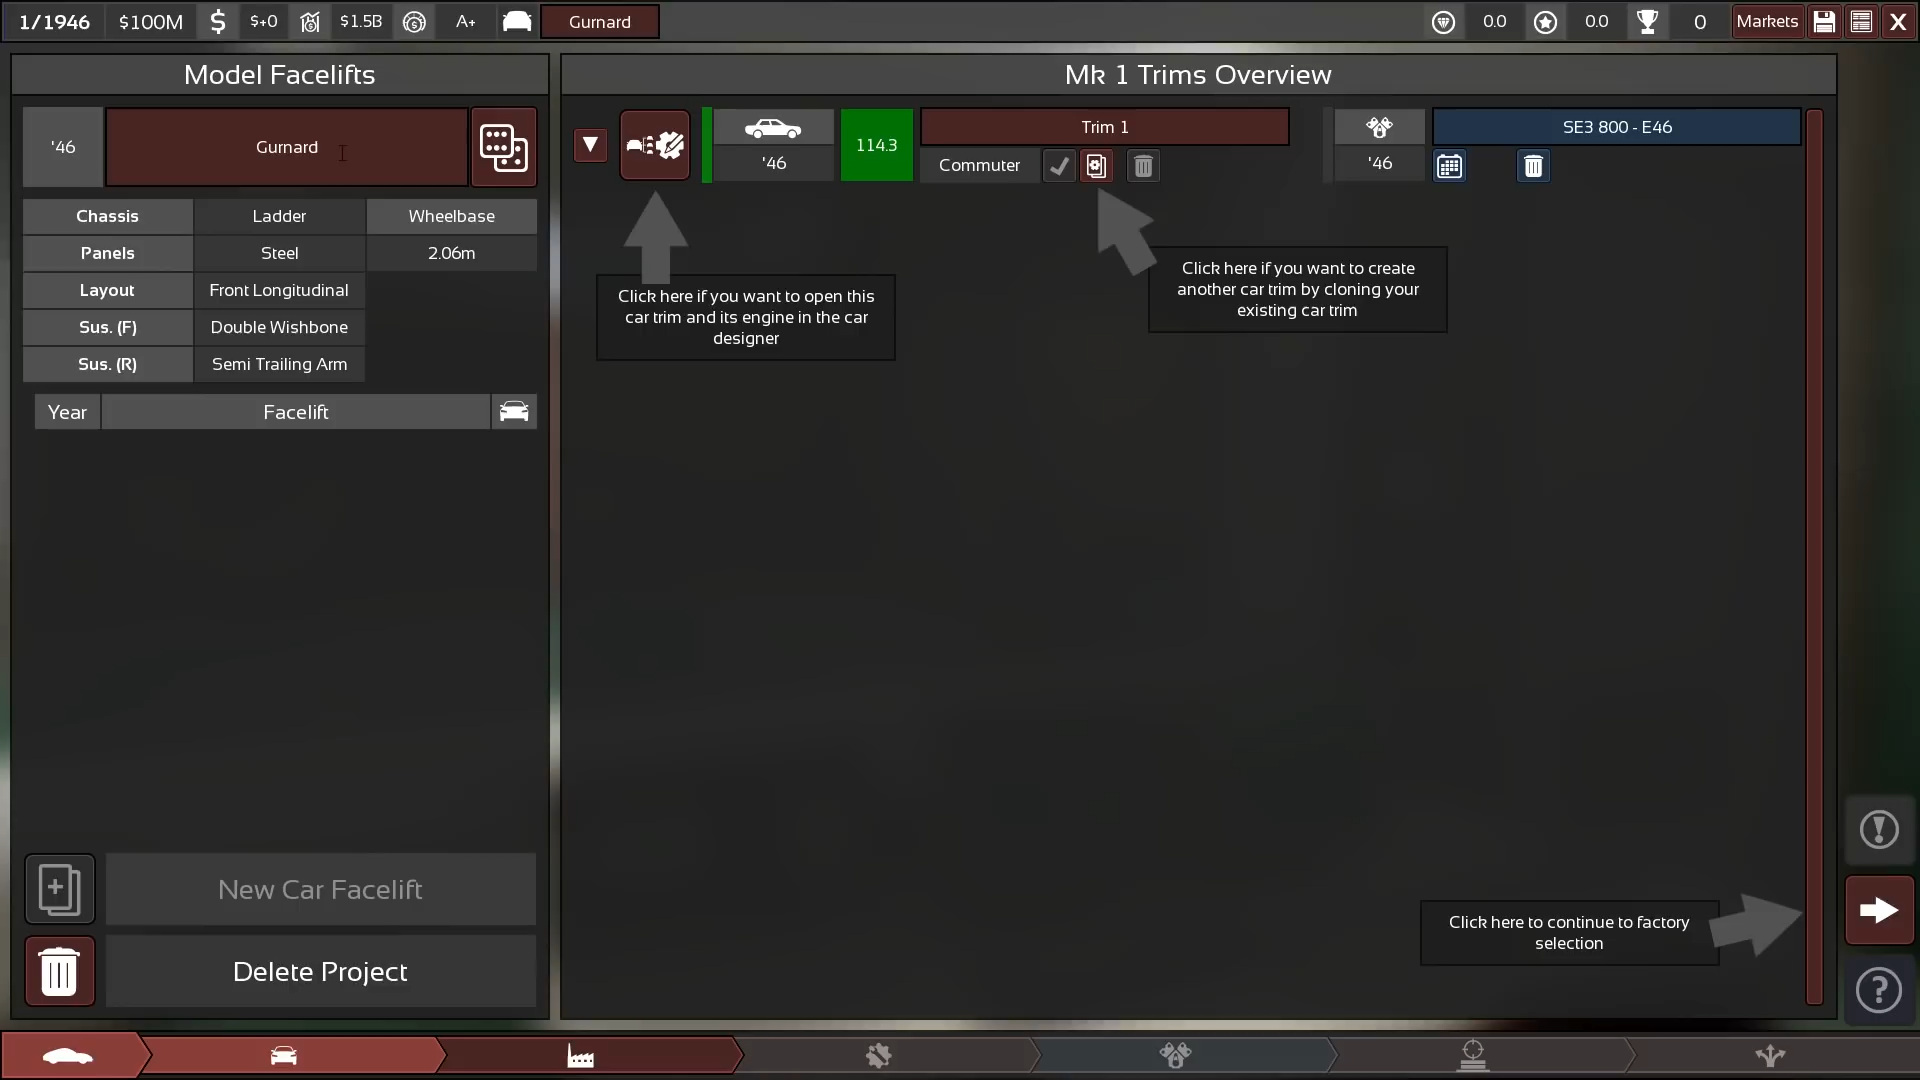 1/1946
$100M
$+0
$1.5B
A+
Gurnard
0.0
0.0
0
Markets
Model Facelifts
'46
Gurnard
Chassis
Ladder
Wheelbase
Panels
Steel
2.06m
Layout
Front Longitudinal
Sus. (F)
Double Wishbone
Sus. (R)
Semi Trailing Arm
Year
Facelift
New Car Facelift
Delete Project
Mk 1 Trims Overview
'46
114.3
Trim 1
Commuter
'46
SE3 800 - E46
Click here if you want to open this
car trim and its engine in the car
designer
Click here if you want to create
another car trim by cloning your
existing car trim
Click here to continue to factory
selection